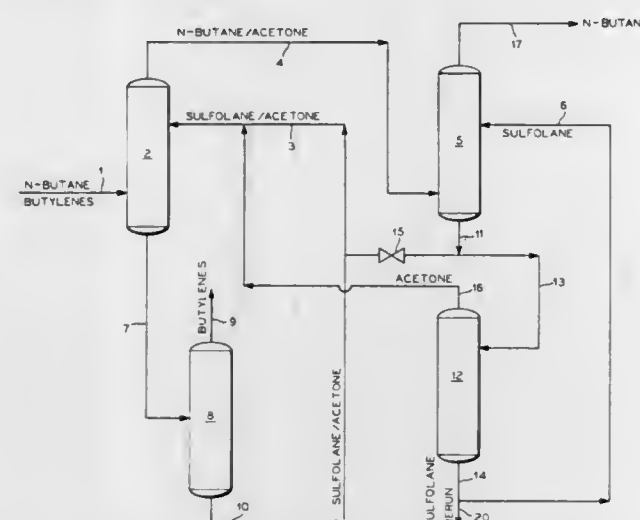 N-BUTANE/ACETONE
4
17
N-BUTAN
2
SULFOLANE/ACETONE
3
5
6
SULFOLANE
1
N-BUTANE
BUTYLENES
11
15
ACETONE
16
13
7
BUTYLENES
9
8
12
SULFOLANE/ACETONE
14
SULFOLANE
ERUN
20
10